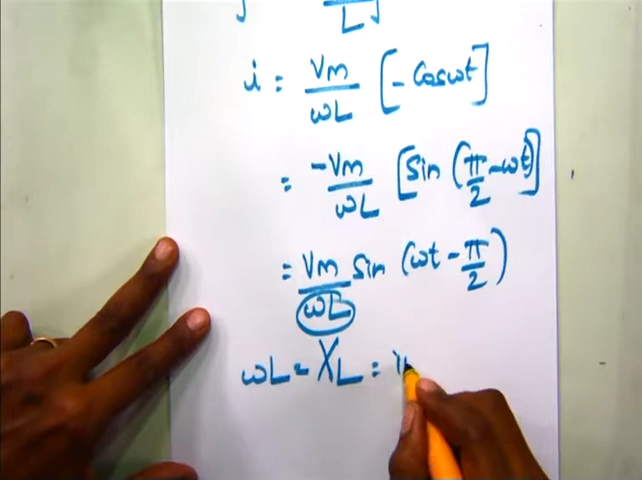 L
i = Vm/ωL [-Cosωt]
= -Vm/ωL [Sin (π/2 -ωt)]
= Vm/ωL Sin (ωt - π/2)
ωL = XL =